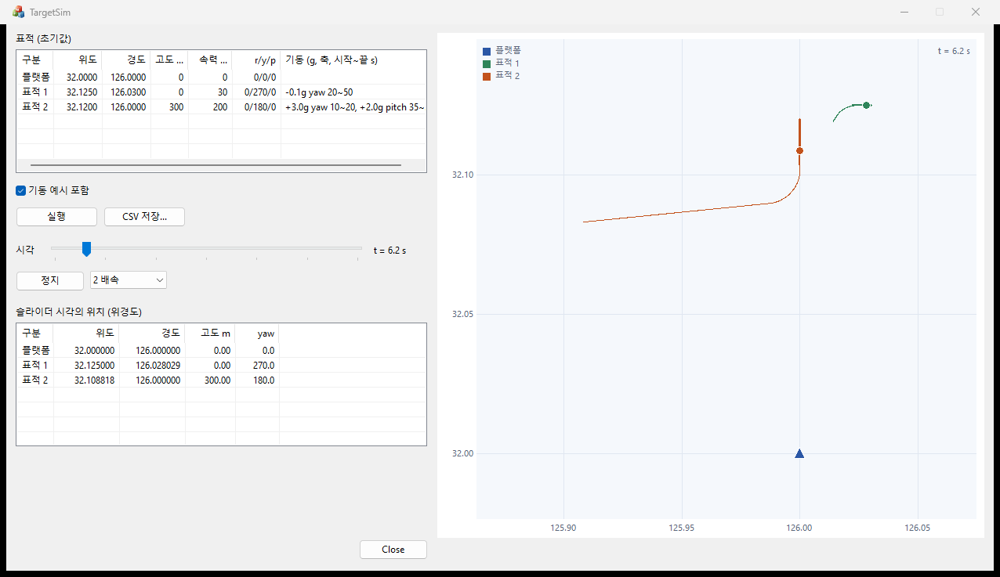 TargetSim
표적 (초기값)
구분 위도 경도 고도 ... 속력 ... r/y/p 기동 (g, 축, 시작~끝 s)
플랫폼 32.0000 126.0000 0 0 0/0/0
표적 1 32.1250 126.0300 0 30 0/270/0 -0.1g yaw 20~50
표적 2 32.1200 126.0000 300 200 0/180/0 +3.0g yaw 10~20, +2.0g pitch 35~
기동 예시 포함
실행 CSV 저장...
시각 t = 6.2 s
정지 2 배속
슬라이더 시각의 위치 (위경도)
구분 위도 경도 고도 m yaw
플랫폼 32.000000 126.000000 0.00 0.0
표적 1 32.125000 126.028029 0.00 270.0
표적 2 32.108818 126.000000 300.00 180.0
Close
플랫폼
표적 1
표적 2
t = 6.2 s
32.10
32.05
32.00
125.90 125.95 126.00 126.05